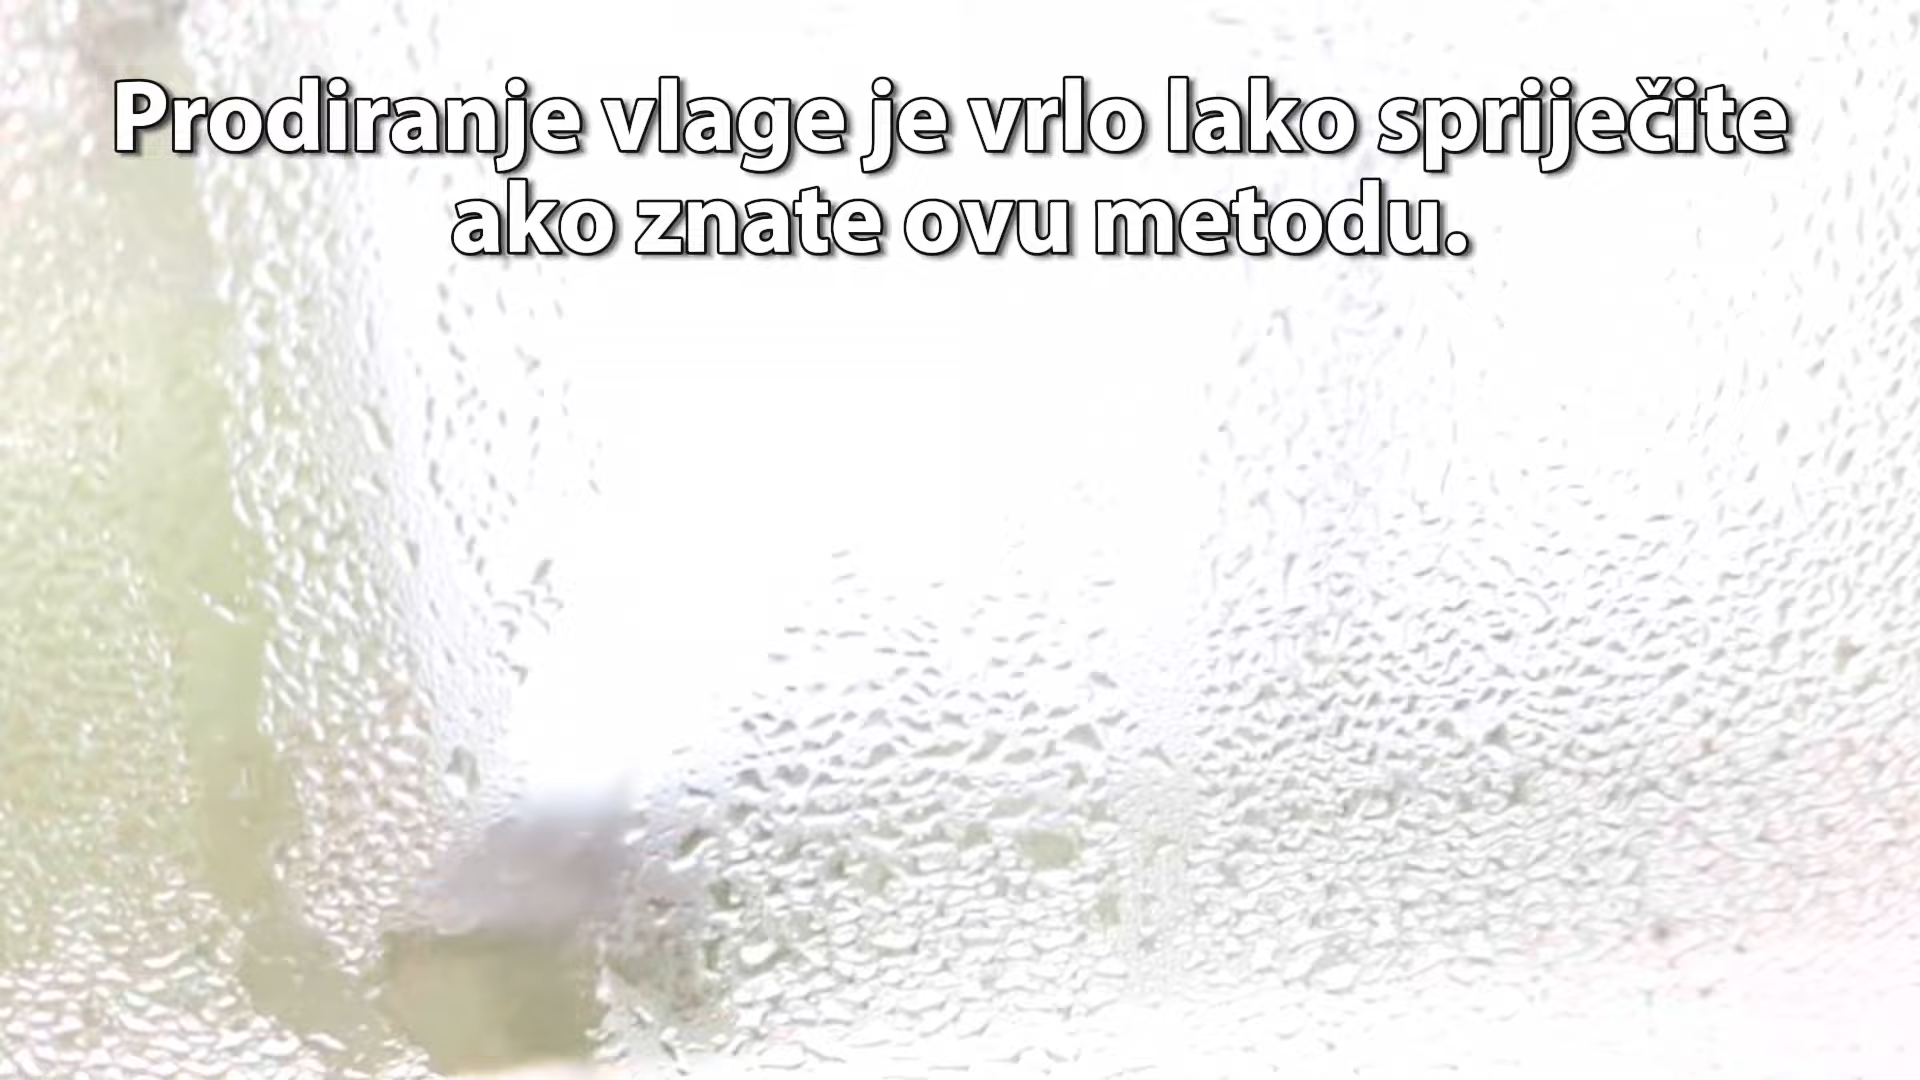 Prodiranje vlage je vrlo lako spriječite
ako znate ovu metodu.